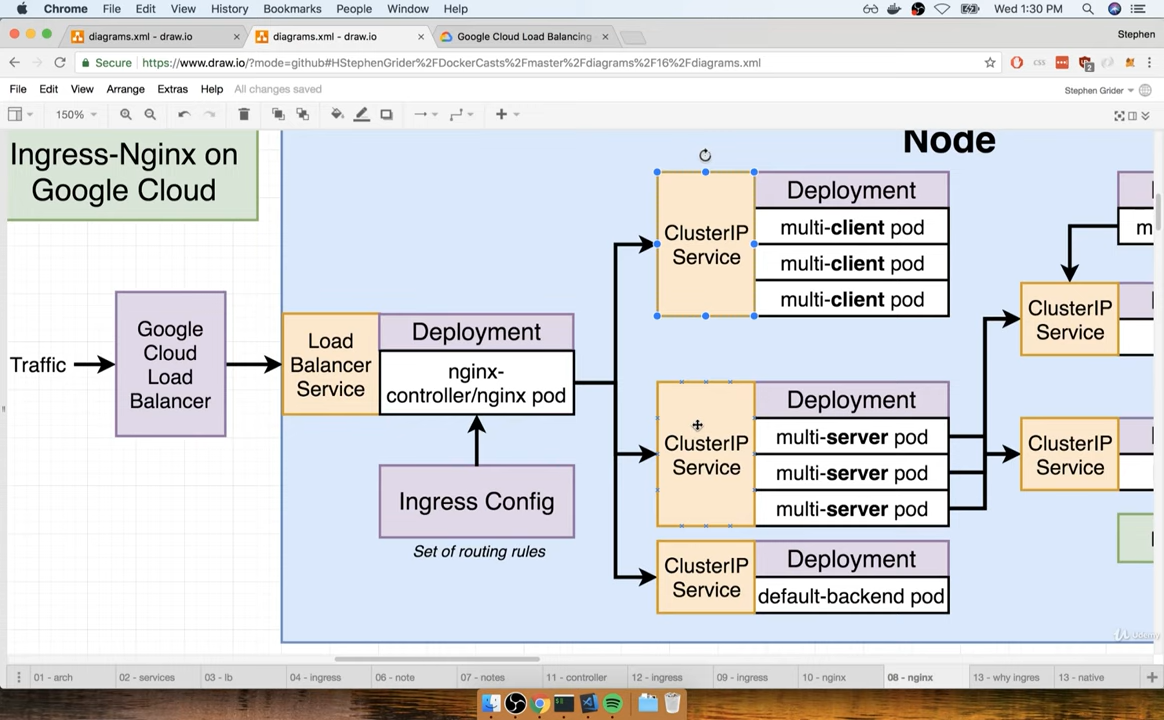 Chrome File Edit View History Bookmarks People Window Help Wed 1:30 PM
diagrams.xml - draw.io
diagrams.xml - draw.io
Google Cloud Load Balancing
Stephen
Secure https://www.draw.io/?mode=github#HStephenGrider%2FDockerCasts%2Fmaster%2Fdiagrams%2F16%2Fdiagrams.xml
css
2
File Edit View Arrange Extras Help All changes saved
Stephen Grider
150%
Ingress-Nginx on
Google Cloud
Node
Traffic
Google
Cloud
Load
Balancer
Load
Balancer
Service
Deployment
nginx-
controller/nginx pod
Ingress Config
Set of routing rules
ClusterIP
Service
Deployment
multi-client pod
multi-client pod
multi-client pod
ClusterIP
Service
Deployment
multi-server pod
multi-server pod
multi-server pod
ClusterIP
Service
Deployment
default-backend pod
m
ClusterIP
Service
ClusterIP
Service
Udemy
01 - arch 02 - services 03 - lb 04 - ingress 06 - note 07 - notes 11 - controller 12 - ingress 09 - ingress 10 - nginx 08 - nginx 13 - why ingres 13 - native